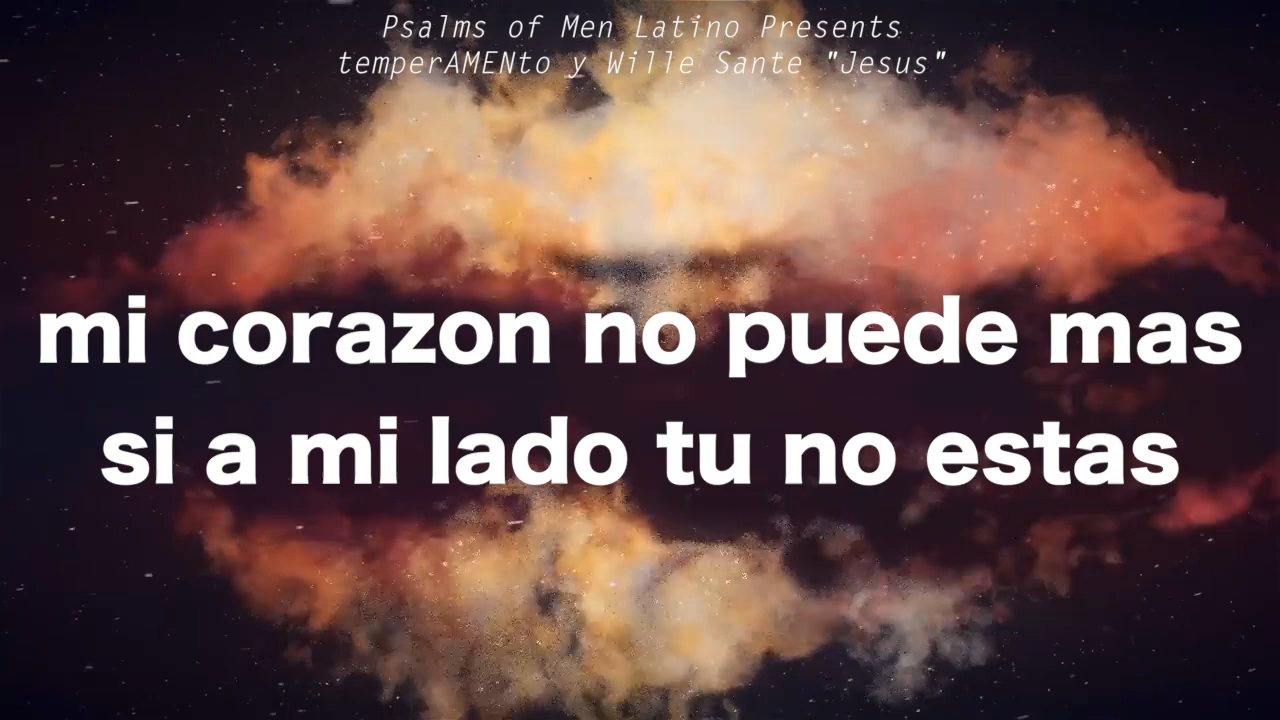 Psalms of Men Latino Presents
temperAMENto y Wille Sante "Jesus"
mi corazon no puede mas
si a mi lado tu no estas